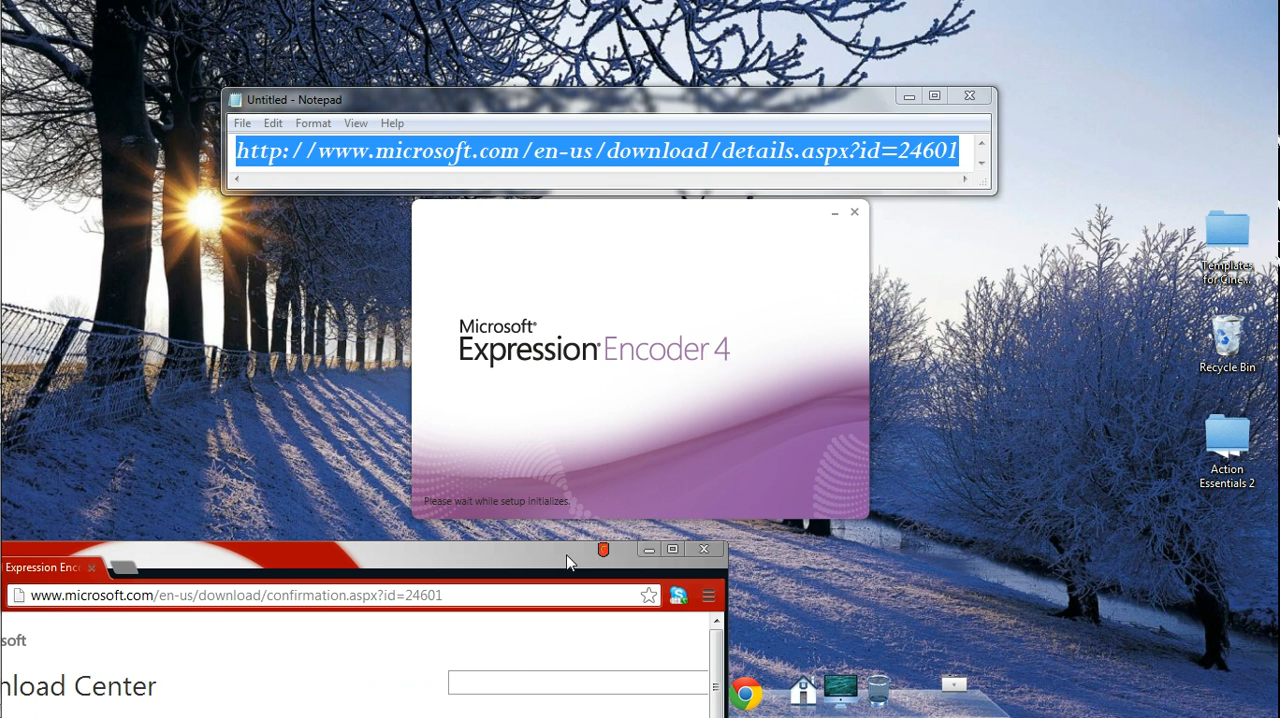 Untitled - Notepad
File Edit Format View Help
http://www.microsoft.com/en-us/download/details.aspx?id=24601
Microsoft®
Expression® Encoder 4
Please wait while setup initializes.
Templates
for Cine...
Recycle Bin
Action
Essentials 2
Expression Enc
www.microsoft.com/en-us/download/confirmation.aspx?id=24601
soft
nload Center